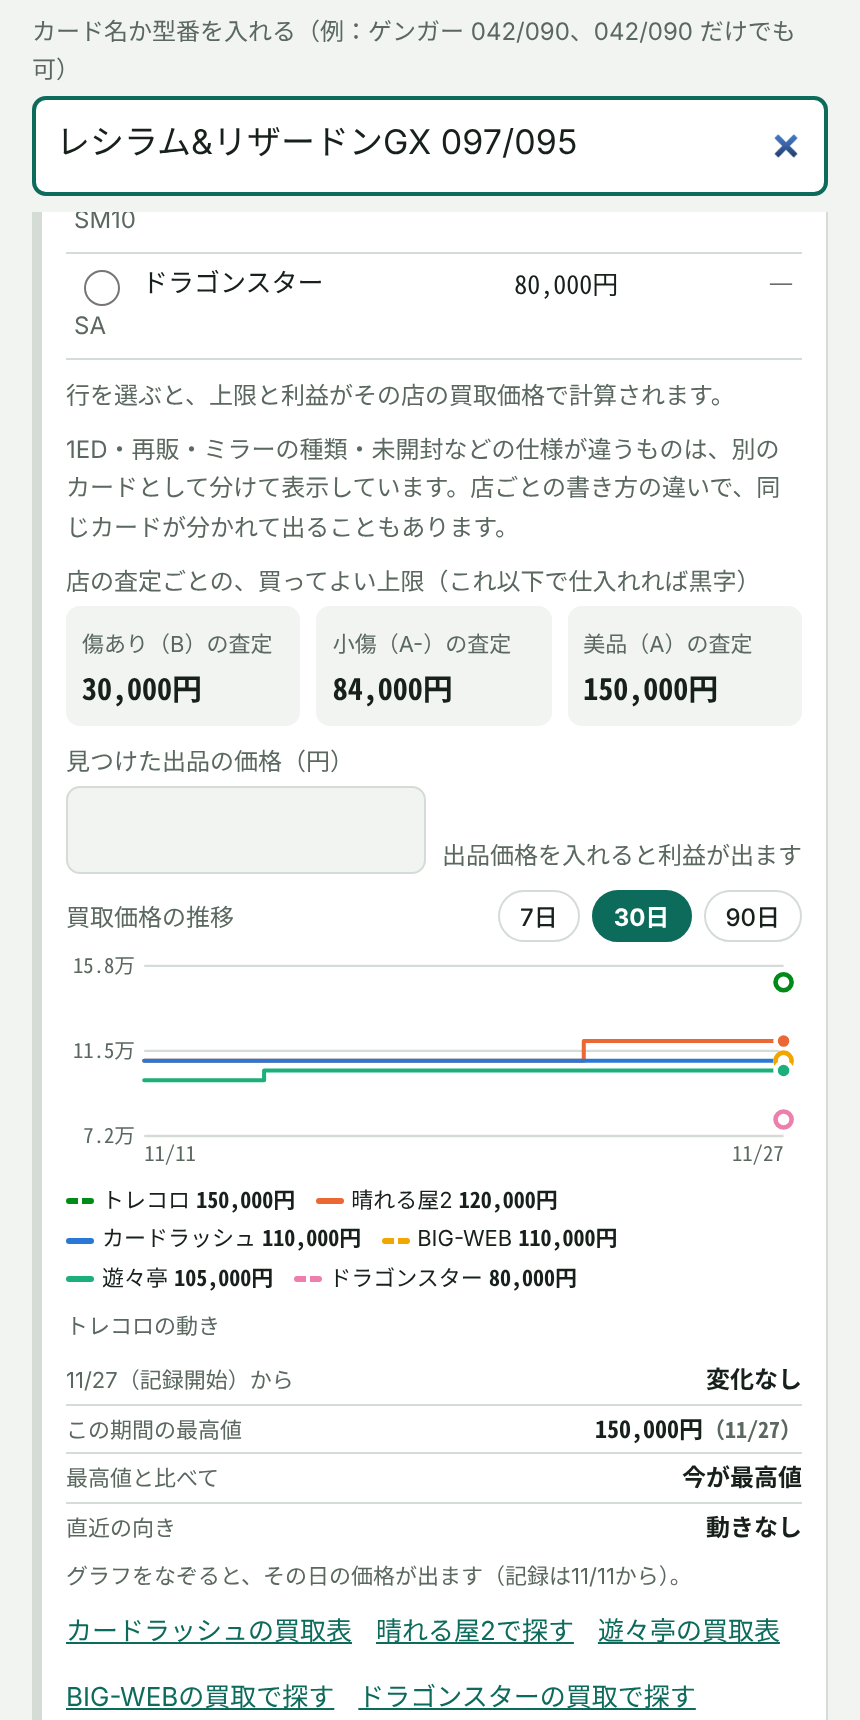 カード名か型番を入れる（例：ゲンガー 042/090、042/090 だけでも
可）
レシラム&リザードンGX 097/095
SM10
ドラゴンスター 80,000円 —
SA
行を選ぶと、上限と利益がその店の買取価格で計算されます。
1ED・再販・ミラーの種類・未開封などの仕様が違うものは、別の
カードとして分けて表示しています。店ごとの書き方の違いで、同
じカードが分かれて出ることもあります。
店の査定ごとの、買ってよい上限（これ以下で仕入れれば黒字）
傷あり（B）の査定 小傷（A-）の査定 美品（A）の査定
30,000円 84,000円 150,000円
見つけた出品の価格（円）
出品価格を入れると利益が出ます
買取価格の推移 7日 30日 90日
15.8万
11.5万
7.2万
11/11 11/27
トレコロ 150,000円 晴れる屋2 120,000円
カードラッシュ 110,000円 BIG-WEB 110,000円
遊々亭 105,000円 ドラゴンスター 80,000円
トレコロの動き
11/27（記録開始）から 変化なし
この期間の最高値 150,000円（11/27）
最高値と比べて 今が最高値
直近の向き 動きなし
グラフをなぞると、その日の価格が出ます（記録は11/11から）。
カードラッシュの買取表 晴れる屋2で探す 遊々亭の買取表
BIG-WEBの買取で探す ドラゴンスターの買取で探す